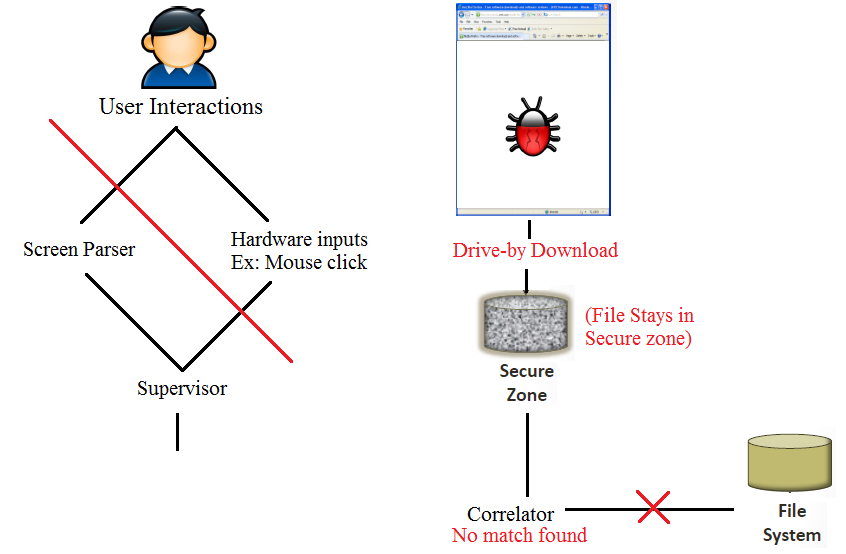 User Interactions
Screen Parser
Hardware inputs
Ex: Mouse click
Supervisor
Drive-by Download
(File Stays in
Secure zone)
Secure
Zone
Correlator
No match found
File
System